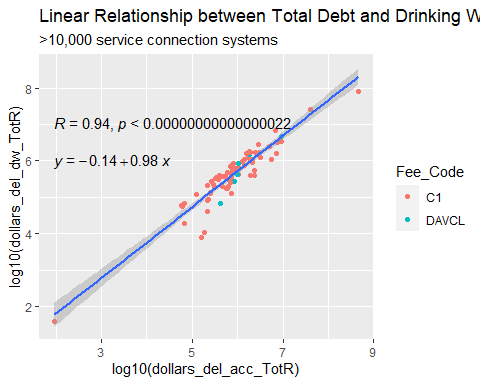 Linear Relationship between Total Debt and Drinking W
>10,000 service connection systems
log10(dollars_del_dw_TotR)
8
6
4
2
R = 0.94, p < 0.00000000000000022
y = −0.14 + 0.98 x
3
5
7
9
log10(dollars_del_acc_TotR)
Fee_Code
C1
DAVCL